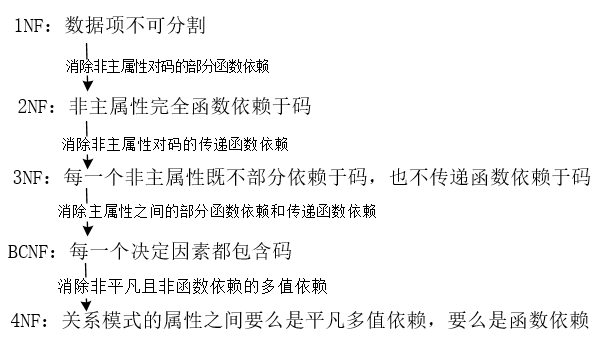 1NF：数据项不可分割
消除非主属性对码的部分函数依赖
2NF：非主属性完全函数依赖于码
消除非主属性对码的传递函数依赖
3NF：每一个非主属性既不部分依赖于码，也不传递函数依赖于码
消除主属性之间的部分函数依赖和传递函数依赖
BCNF：每一个决定因素都包含码
消除非平凡且非函数依赖的多值依赖
4NF：关系模式的属性之间要么是平凡多值依赖，要么是函数依赖